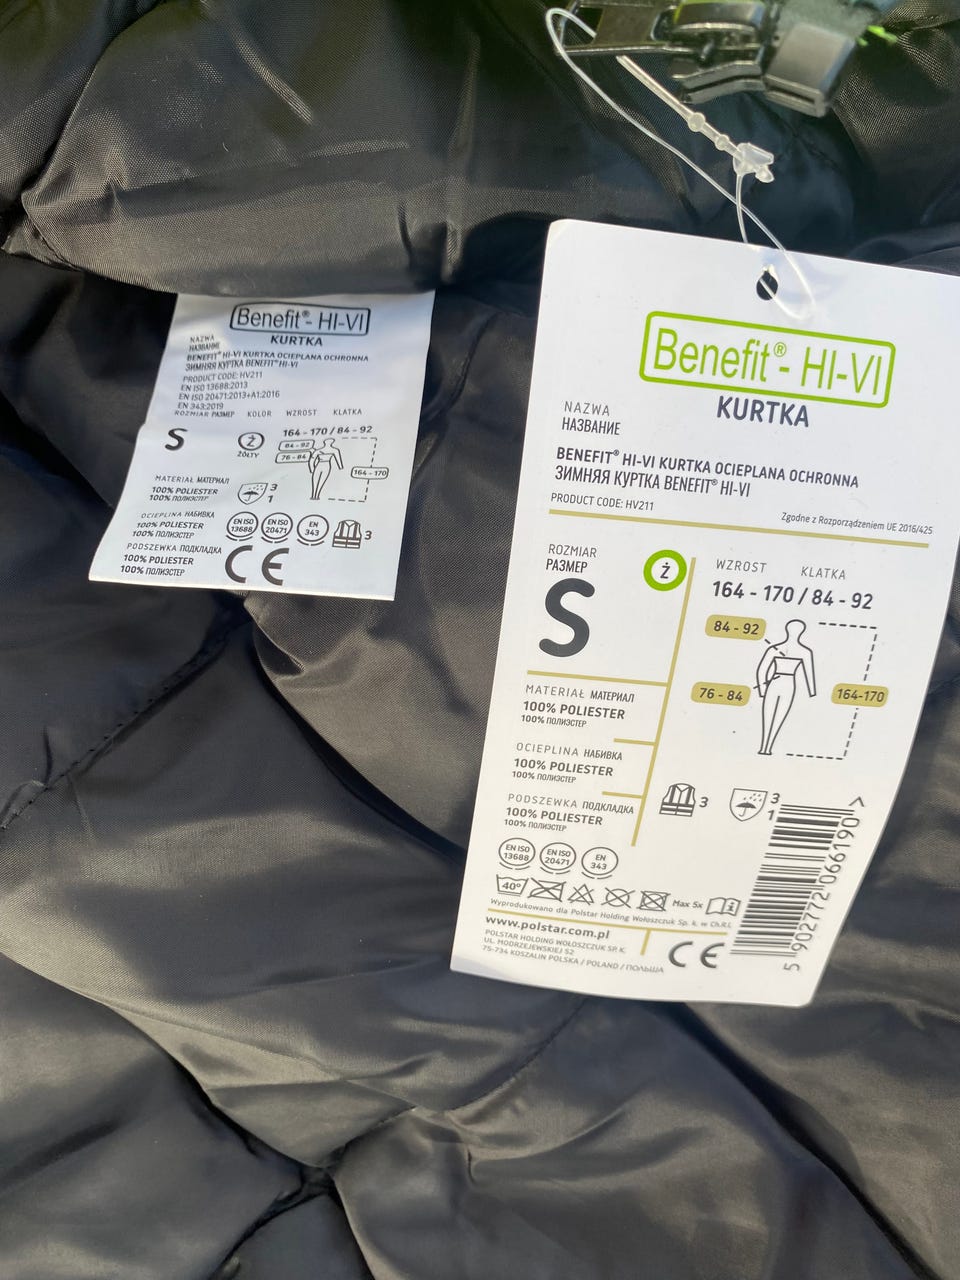 Benefit® - HI-VI
KURTKA
NAZWA
НАЗВАНИЕ
BENEFIT® HI-VI KURTKA OCIEPLANA OCHRONNA
ЗИМНЯЯ КУРТКА BENEFIT® HI-VI
PRODUCT CODE: HV211
EN ISO 13688:2013
EN ISO 20471:2013+A1:2016
EN 343:2019
ROZMIAR РАЗМЕР KOLOR WZROST KLATKA
S
Ż
ŻÓŁTY
164 - 170 / 84 - 92
84 - 92
76 - 84
164 - 170
MATERIAŁ МАТЕРИАЛ
100% POLIESTER
100% ПОЛИЭСТЕР
3
1
OCIEPLINA НАБИВКА
100% POLIESTER
100% ПОЛИЭСТЕР
EN ISO 13688
EN ISO 20471
EN 343
3
PODSZEWKA ПОДКЛАДКА
100% POLIESTER
100% ПОЛИЭСТЕР
CE
Benefit® - HI-VI
KURTKA
NAZWA
НАЗВАНИЕ
BENEFIT® HI-VI KURTKA OCIEPLANA OCHRONNA
ЗИМНЯЯ КУРТКА BENEFIT® HI-VI
PRODUCT CODE: HV211
Zgodne z Rozporządzeniem UE 2016/425
ROZMIAR
РАЗМЕР
S
Ż
WZROST KLATKA
164 - 170 / 84 - 92
84 - 92
76 - 84
164-170
MATERIAŁ МАТЕРИАЛ
100% POLIESTER
100% ПОЛИЭСТЕР
OCIEPLINA НАБИВКА
100% POLIESTER
100% ПОЛИЭСТЕР
PODSZEWKA ПОДКЛАДКА
100% POLIESTER
100% ПОЛИЭСТЕР
3
3
1
EN ISO 13688
EN ISO 20471
EN 343
40° Max 5x
Wyprodukowano dla Polstar Holding Wołoszczuk Sp. k. w Ch.R.L
www.polstar.com.pl
POLSTAR HOLDING WOŁOSZCZUK SP. K.
UL. MODRZEJEWSKIEJ 52
75-734 KOSZALIN POLSKA / POLAND / ПОЛЬША
CE
5 902772 066190 >